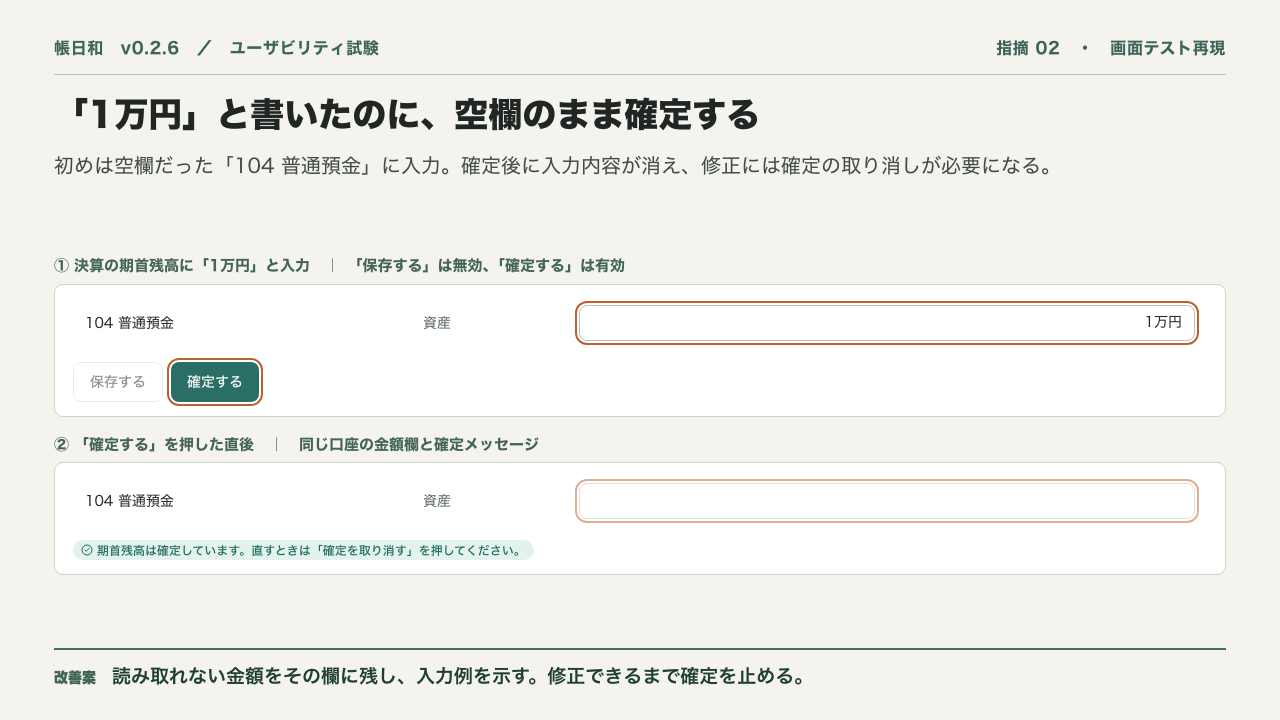 帳日和　v0.2.6　／　ユーザビリティ試験
指摘 02　・　画面テスト再現
「1万円」と書いたのに、空欄のまま確定する
初めは空欄だった「104 普通預金」に入力。確定後に入力内容が消え、修正には確定の取り消しが必要になる。
① 決算の期首残高に「1万円」と入力　｜　「保存する」は無効、「確定する」は有効
104 普通預金　資産　1万円
保存する　確定する
② 「確定する」を押した直後　｜　同じ口座の金額欄と確定メッセージ
104 普通預金　資産
期首残高は確定しています。直すときは「確定を取り消す」を押してください。
改善案　読み取れない金額をその欄に残し、入力例を示す。修正できるまで確定を止める。